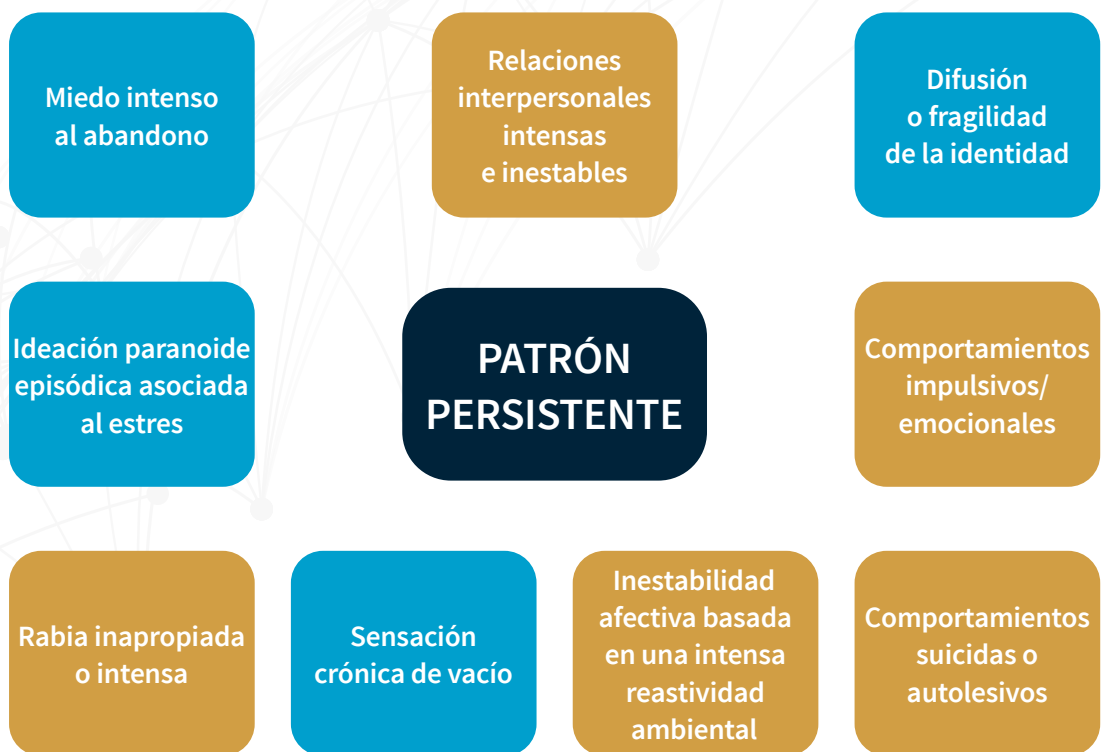 Miedo intenso
al abandono
Relaciones
interpersonales
intensas
e inestables
Difusión
o fragilidad
de la identidad
Ideación paranoide
episódica asociada
al estres
PATRÓN
PERSISTENTE
Comportamientos
impulsivos/
emocionales
Rabia inapropiada
o intensa
Sensación
crónica de vacío
Inestabilidad
afectiva basada
en una intensa
reastividad
ambiental
Comportamientos
suicidas o
autolesivos